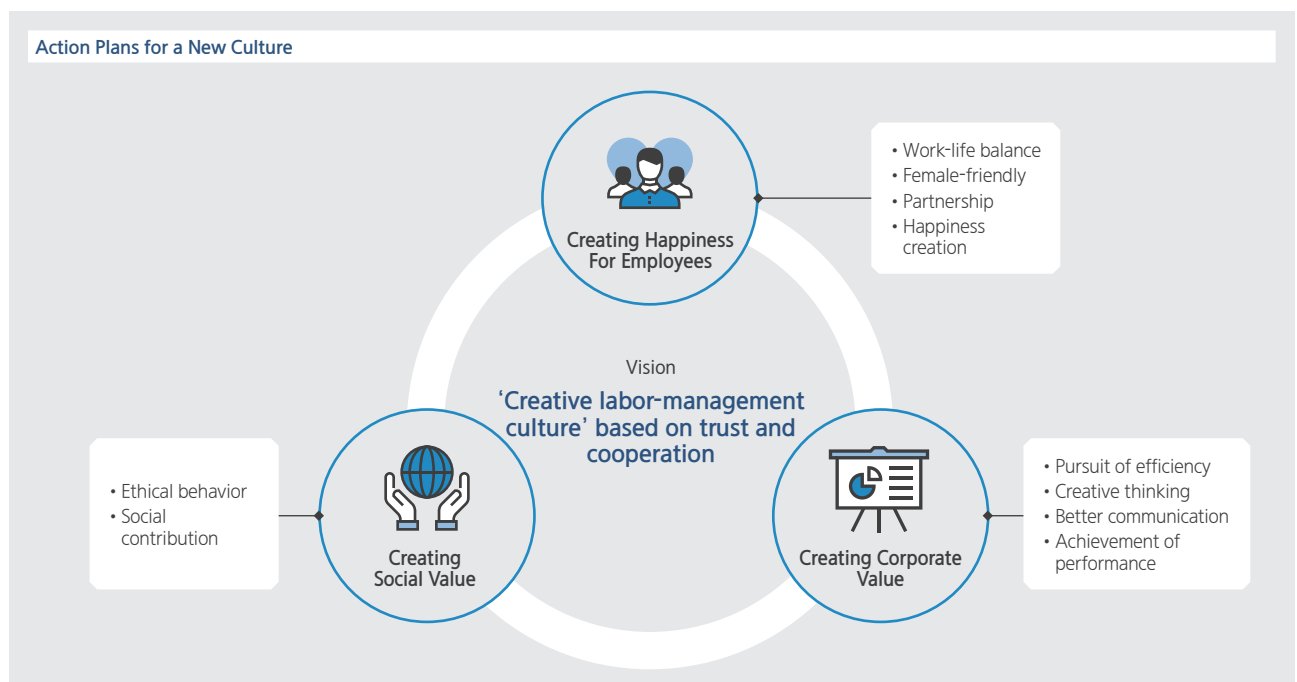 Action Plans for a New Culture
Creating Happiness
For Employees
• Work-life balance
• Female-friendly
• Partnership
• Happiness
creation
Vision
‘Creative labor-management
culture’ based on trust and
cooperation
• Ethical behavior
• Social
contribution
Creating
Social Value
Creating Corporate
Value
• Pursuit of efficiency
• Creative thinking
• Better communication
• Achievement of
performance